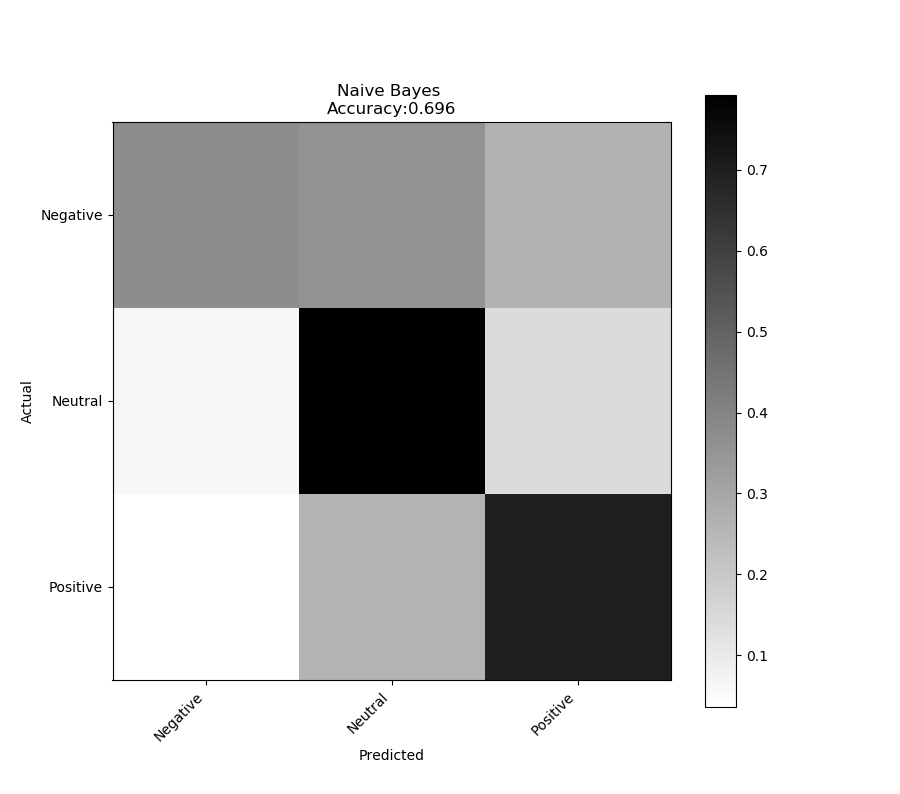 Naive Bayes
Accuracy:0.696
Negative
Neutral
Positive
Actual
Negative
Neutral
Positive
Predicted
0.7
0.6
0.5
0.4
0.3
0.2
0.1